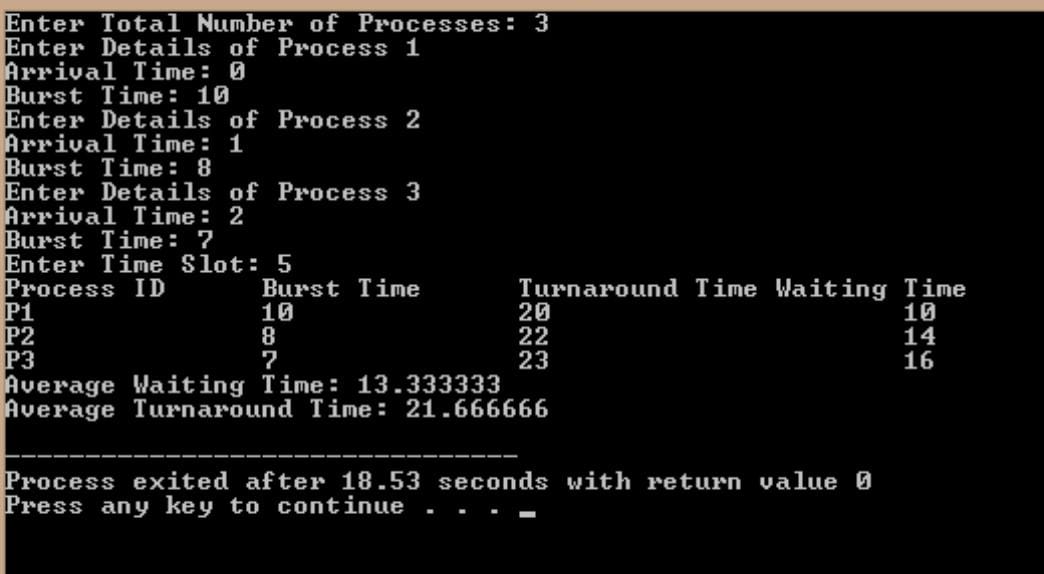 Enter Total Number of Processes: 3
Enter Details of Process 1
Arrival Time: 0
Burst Time: 10
Enter Details of Process 2
Arrival Time: 1
Burst Time: 8
Enter Details of Process 3
Arrival Time: 2
Burst Time: 7
Enter Time Slot: 5
Process ID      Burst Time      Turnaround Time Waiting Time
P1              10              20                      10
P2              8               22                      14
P3              7               23                      16
Average Waiting Time: 13.333333
Average Turnaround Time: 21.666666
--------------------------------
Process exited after 18.53 seconds with return value 0
Press any key to continue . . . _